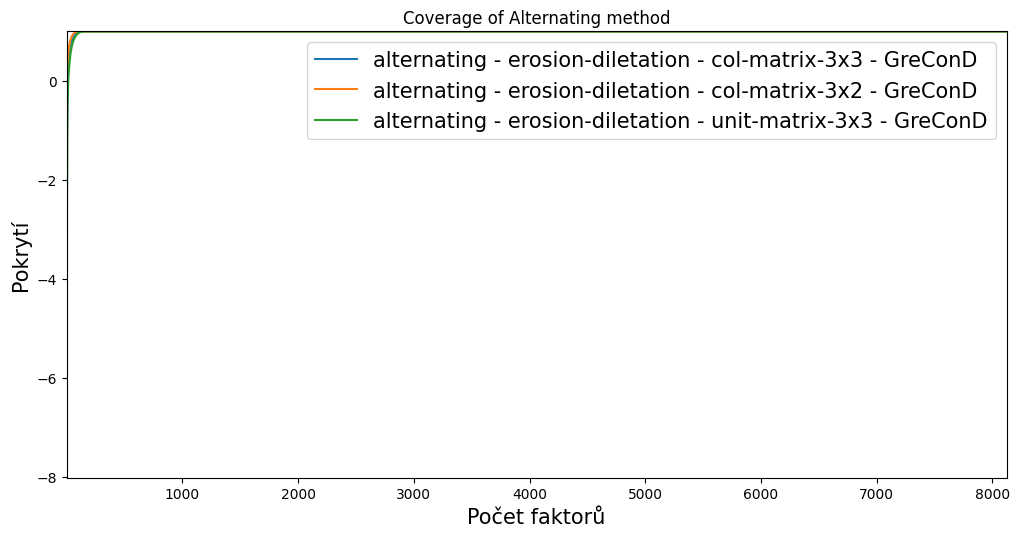 Coverage of Alternating method
alternating - erosion-diletation - col-matrix-3x3 - GreConD
alternating - erosion-diletation - col-matrix-3x2 - GreConD
alternating - erosion-diletation - unit-matrix-3x3 - GreConD
Pokrytí
0
−2
−4
−6
−8
1000 2000 3000 4000 5000 6000 7000 8000
Počet faktorů